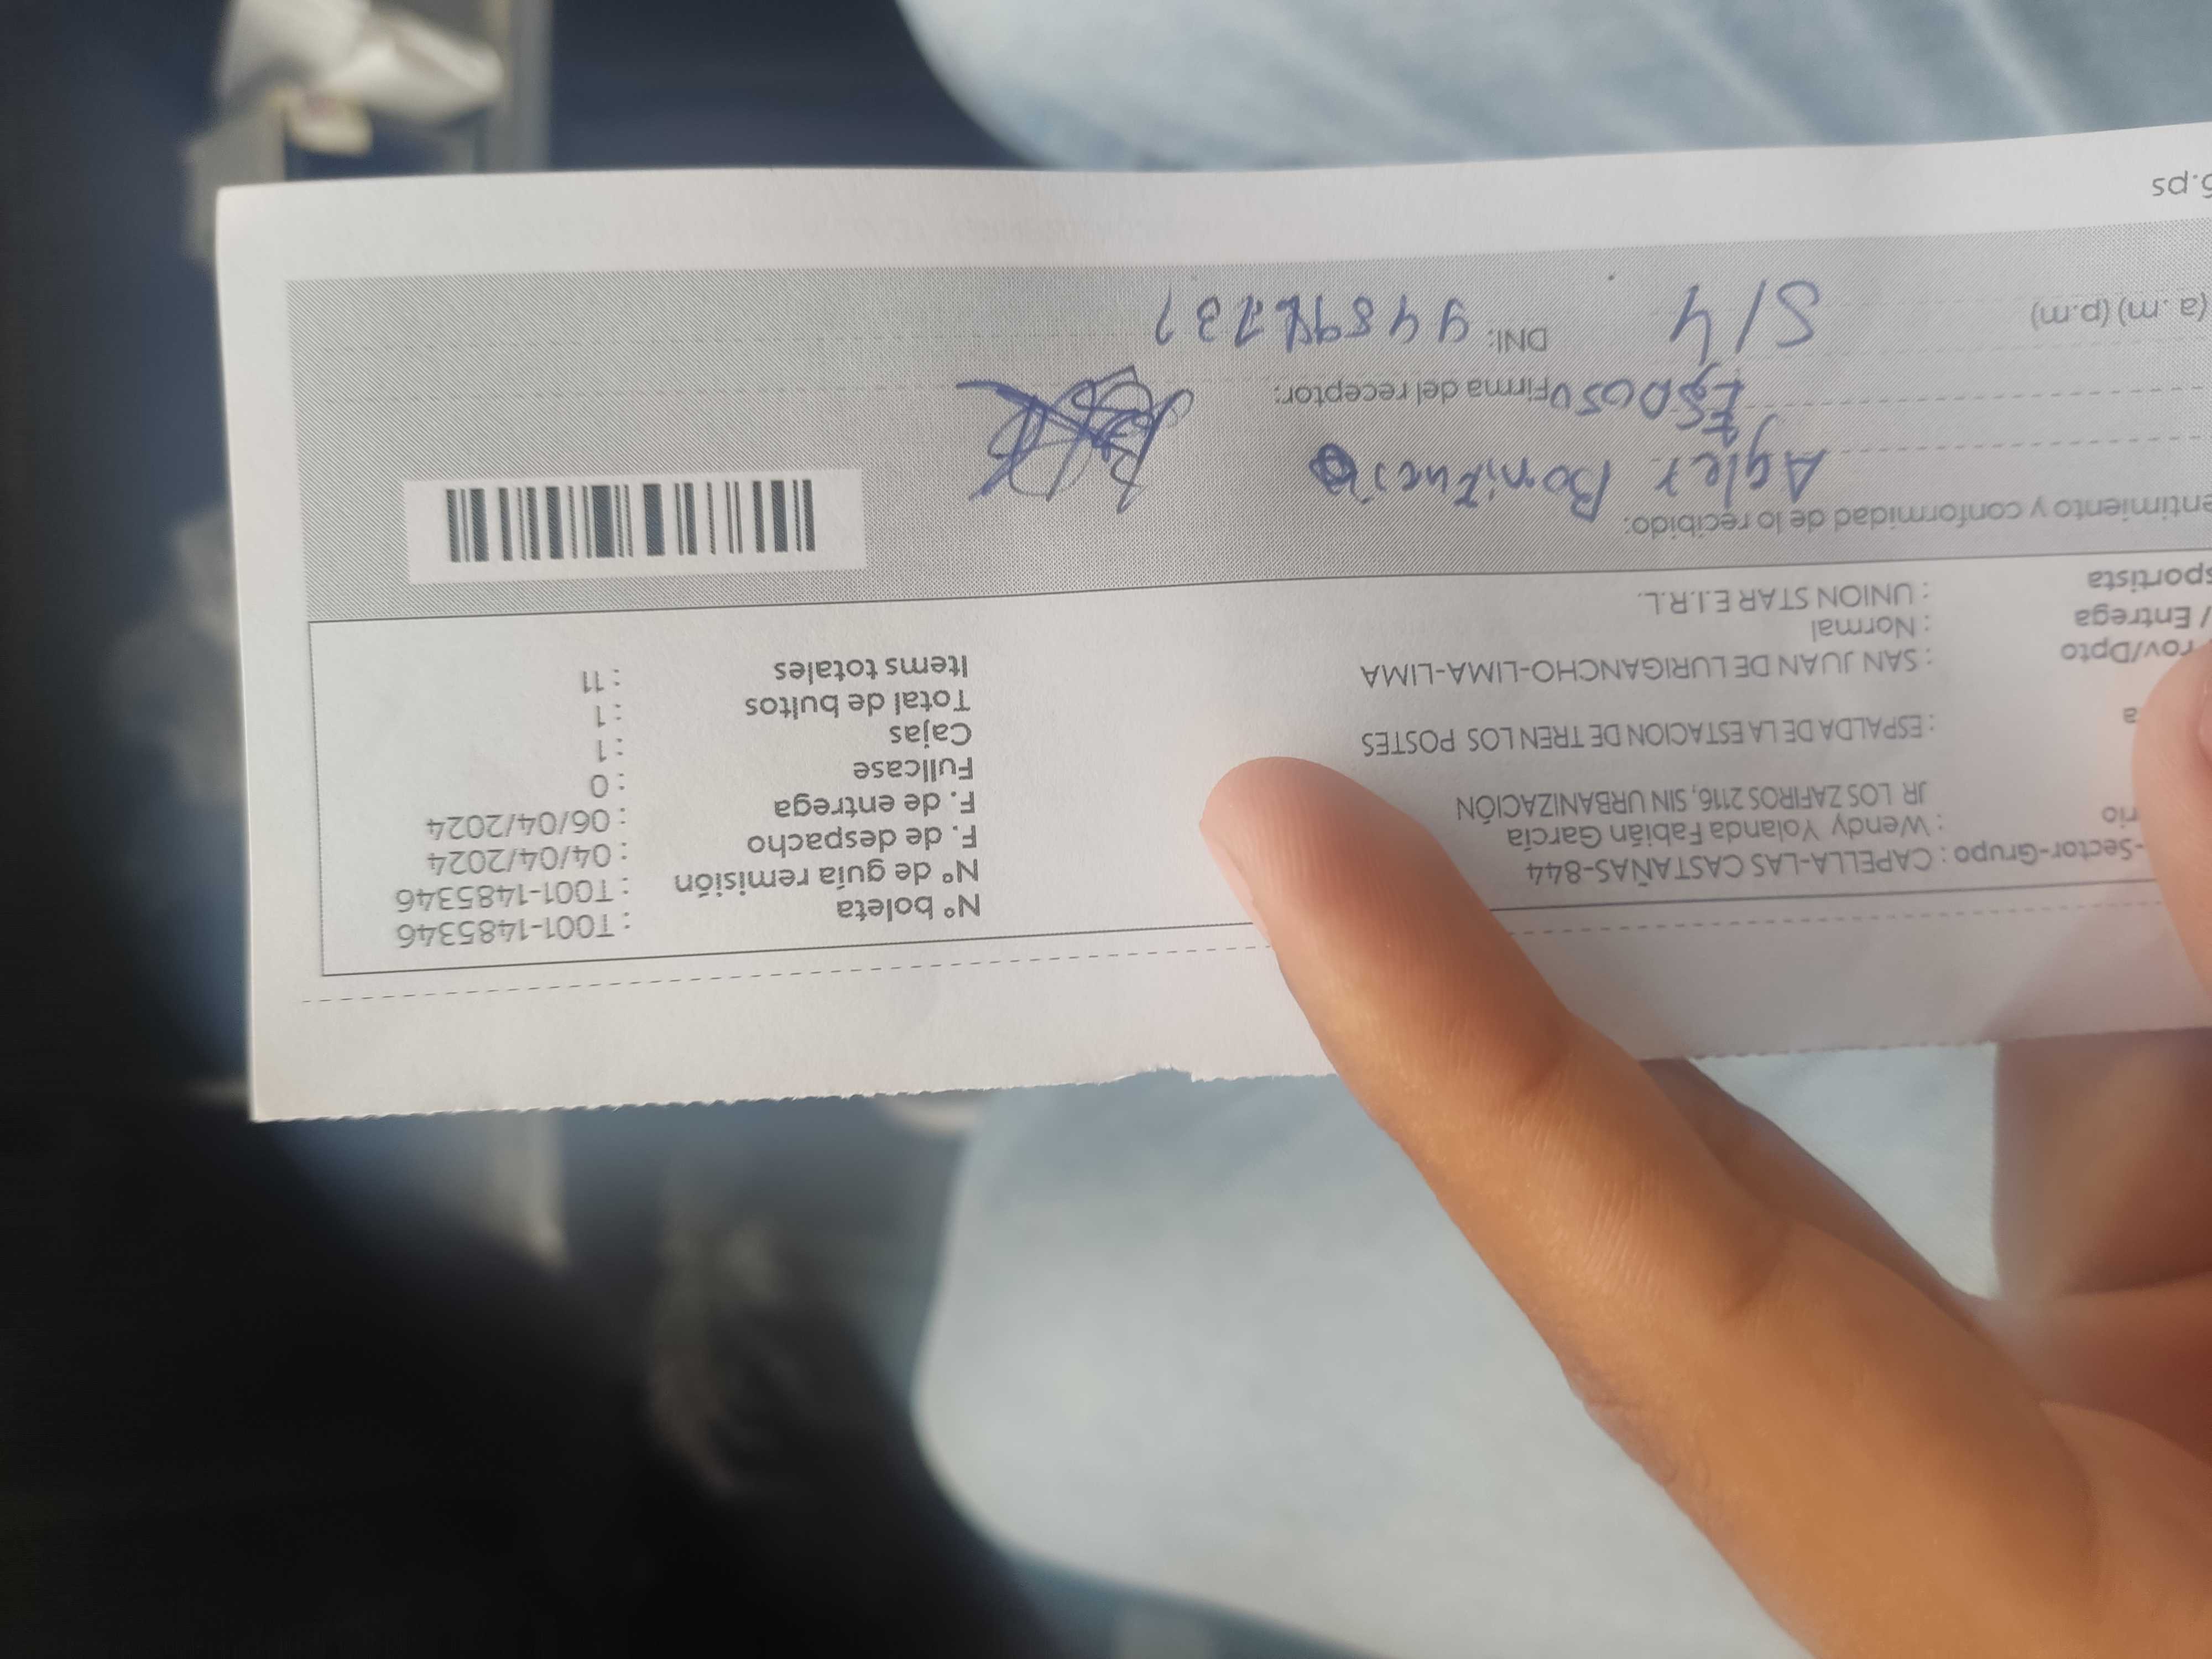 -Sector-Grupo : CAPELLA-LAS CASTAÑAS-844
rio : Wendy Yolanda Fabián García
JR LOS ZAFIROS 2116, SIN URBANIZACIÓN
a : ESPALDA DE LA ESTACION DE TREN LOS POSTES
rov/Dpto : SAN JUAN DE LURIGANCHO-LIMA-LIMA
/ Entrega : Normal
sportista : UNION STAR E.I.R.L.
Nº boleta : T001-1485346
Nº de guía remisión : T001-1485346
F. de despacho : 04/04/2024
F. de entrega : 06/04/2024
Fullcase : 0
Cajas : 1
Total de bultos : 1
Items totales : 11
entimiento y conformidad de lo recibido:
Agler
Esposo Firma del receptor:
(a.m) (p.m) S/4 DNI:
.ps